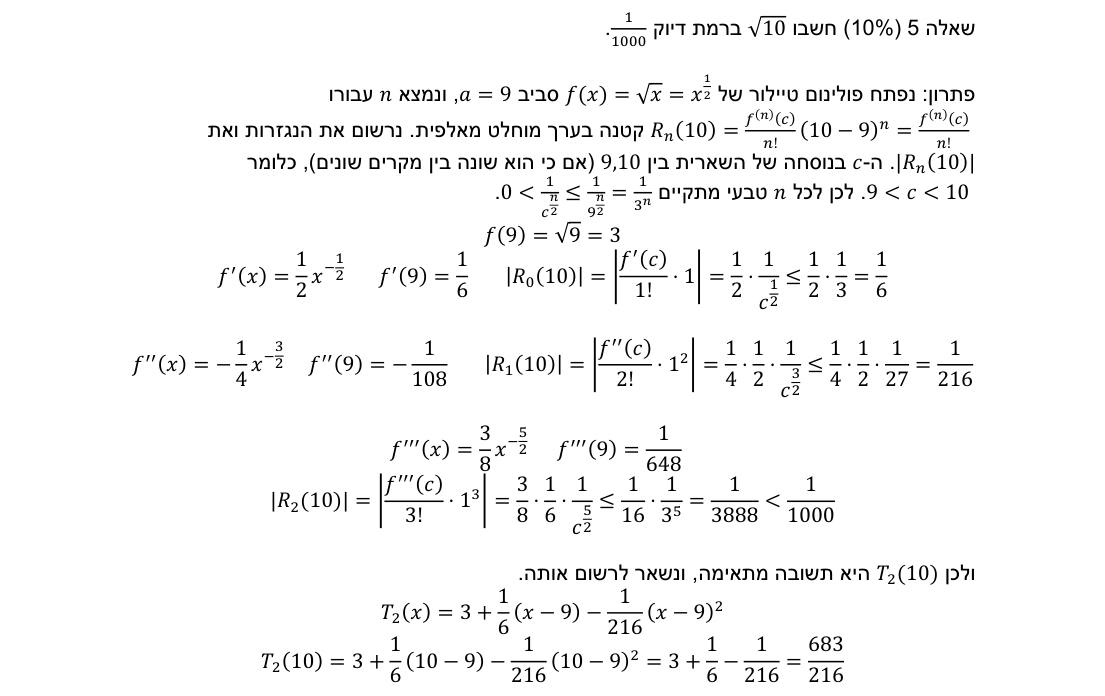 שאלה 5 (10%) חשבו √10 ברמת דיוק 1/1000.
פתרון: נפתח פולינום טיילור של f(x) = √x = x^(1/2) סביב a = 9, ונמצא n עבורו
R_n(10) = f^(n)(c)/n! (10 − 9)^n = f^(n)(c)/n! קטנה בערך מוחלט מאלפית. נרשום את הנגזרות ואת
|R_n(10)|. ה-c בנוסחה של השארית בין 9,10 (אם כי הוא שונה בין מקרים שונים), כלומר
9 < c < 10. לכן לכל n טבעי מתקיים 0 < 1/c^(n/2) ≤ 1/9^(n/2) = 1/3^n.
f(9) = √9 = 3
f′(x) = 1/2 x^(−1/2) f′(9) = 1/6 |R_0(10)| = |f′(c)/1! · 1| = 1/2 · 1/c^(1/2) ≤ 1/2 · 1/3 = 1/6
f′′(x) = −1/4 x^(−3/2) f′′(9) = −1/108 |R_1(10)| = |f′′(c)/2! · 1^2| = 1/4 · 1/2 · 1/c^(3/2) ≤ 1/4 · 1/2 · 1/27 = 1/216
f′′′(x) = 3/8 x^(−5/2) f′′′(9) = 1/648
|R_2(10)| = |f′′′(c)/3! · 1^3| = 3/8 · 1/6 · 1/c^(5/2) ≤ 1/16 · 1/3^5 = 1/3888 < 1/1000
ולכן T_2(10) היא תשובה מתאימה, ונשאר לרשום אותה.
T_2(x) = 3 + 1/6 (x − 9) − 1/216 (x − 9)^2
T_2(10) = 3 + 1/6 (10 − 9) − 1/216 (10 − 9)^2 = 3 + 1/6 − 1/216 = 683/216